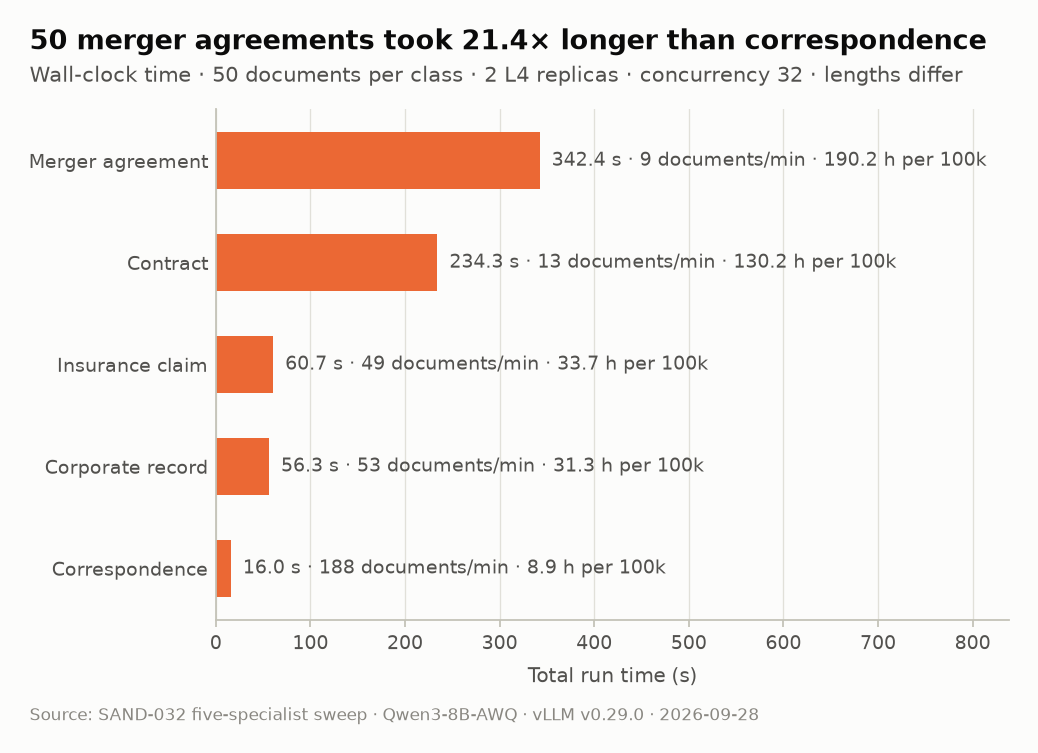 50 merger agreements took 21.4× longer than correspondence
Wall-clock time · 50 documents per class · 2 L4 replicas · concurrency 32 · lengths differ
Merger agreement
342.4 s · 9 documents/min · 190.2 h per 100k
Contract
234.3 s · 13 documents/min · 130.2 h per 100k
Insurance claim
60.7 s · 49 documents/min · 33.7 h per 100k
Corporate record
56.3 s · 53 documents/min · 31.3 h per 100k
Correspondence
16.0 s · 188 documents/min · 8.9 h per 100k
0 100 200 300 400 500 600 700 800
Total run time (s)
Source: SAND-032 five-specialist sweep · Qwen3-8B-AWQ · vLLM v0.29.0 · 2026-09-28